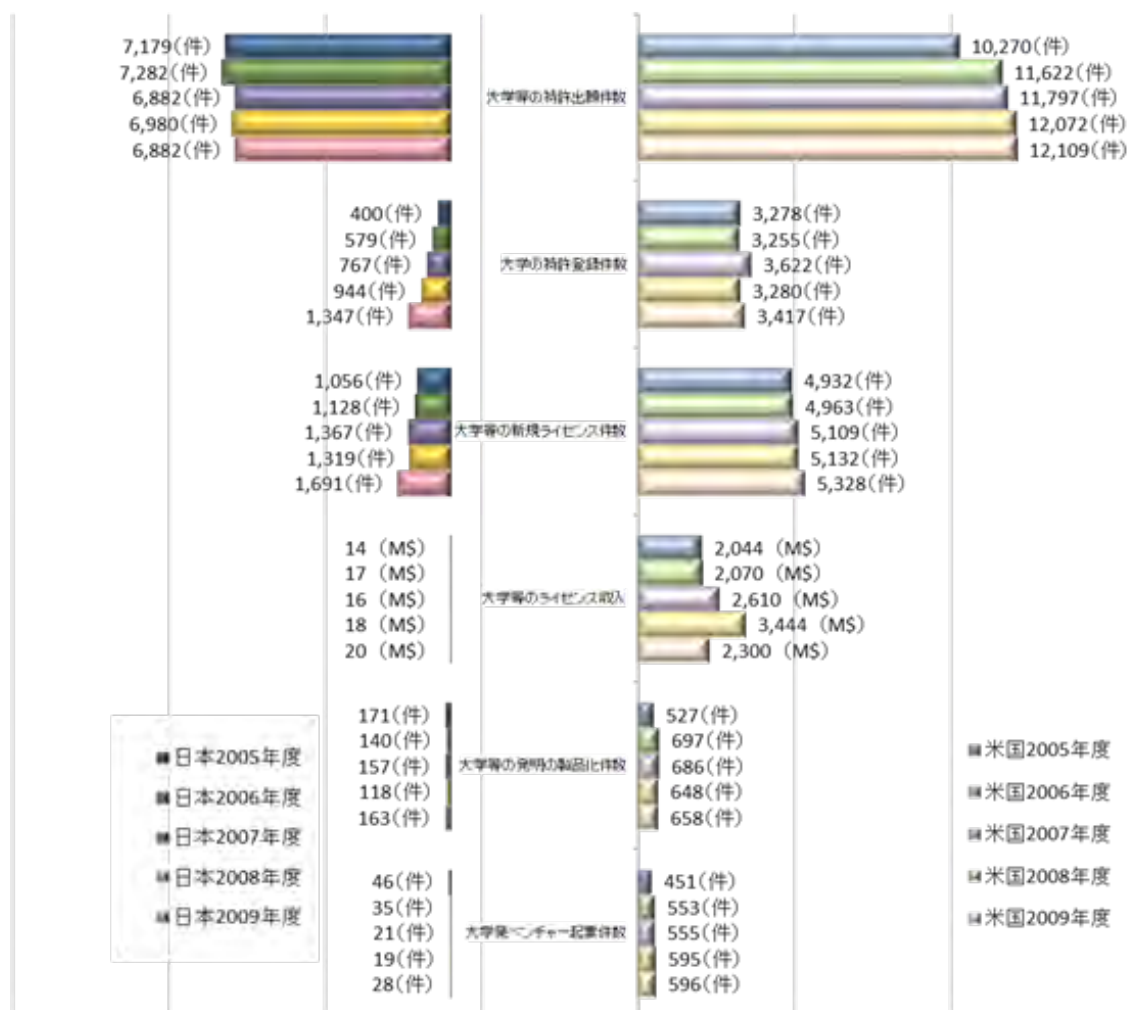 7,179(件)
7,282(件)
6,882(件)
6,980(件)
6,882(件)
大学等の特許出願件数
10,270(件)
11,622(件)
11,797(件)
12,072(件)
12,109(件)
400(件)
579(件)
767(件)
944(件)
1,347(件)
大学の特許登録件数
3,278(件)
3,255(件)
3,622(件)
3,280(件)
3,417(件)
1,056(件)
1,128(件)
1,367(件)
1,319(件)
1,691(件)
大学等の新規ライセンス件数
4,932(件)
4,963(件)
5,109(件)
5,132(件)
5,328(件)
14 (M$)
17 (M$)
16 (M$)
18 (M$)
20 (M$)
大学等のライセンス収入
2,044 (M$)
2,070 (M$)
2,610 (M$)
3,444 (M$)
2,300 (M$)
171(件)
140(件)
157(件)
118(件)
163(件)
大学等の発明の製品化件数
527(件)
697(件)
686(件)
648(件)
658(件)
46(件)
35(件)
21(件)
19(件)
28(件)
大学発ベンチャー起業件数
451(件)
553(件)
555(件)
595(件)
596(件)
日本2005年度
日本2006年度
日本2007年度
日本2008年度
日本2009年度
米国2005年度
米国2006年度
米国2007年度
米国2008年度
米国2009年度